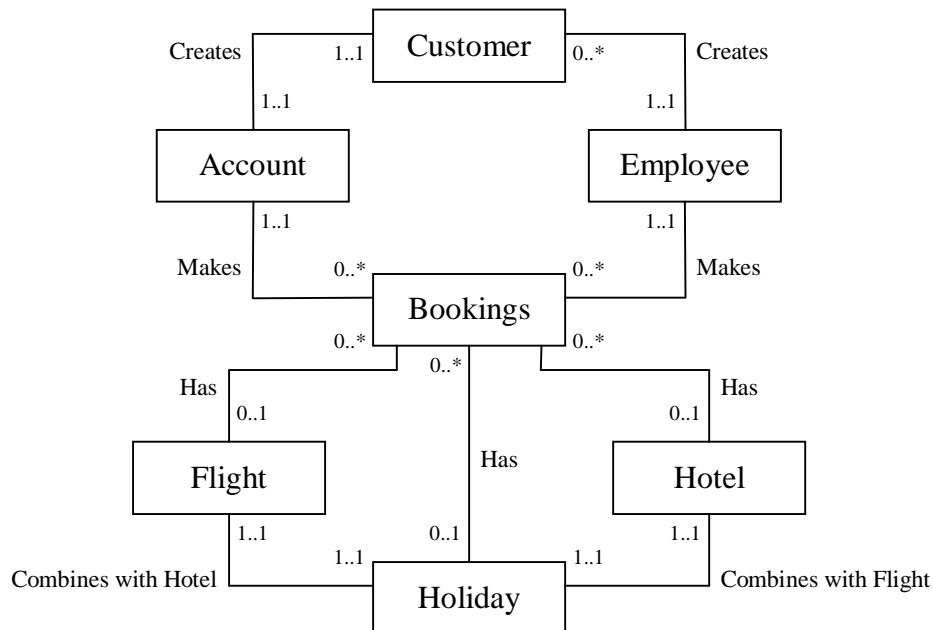 Customer
Creates
1..1
0..*
Creates
1..1
1..1
Account
Employee
1..1
1..1
Makes
0..*
0..*
Makes
Bookings
0..*
0..*
0..*
Has
Has
0..1
0..1
Flight
Has
Hotel
1..1
0..1
1..1
1..1
1..1
Combines with Hotel
Combines with Flight
Holiday